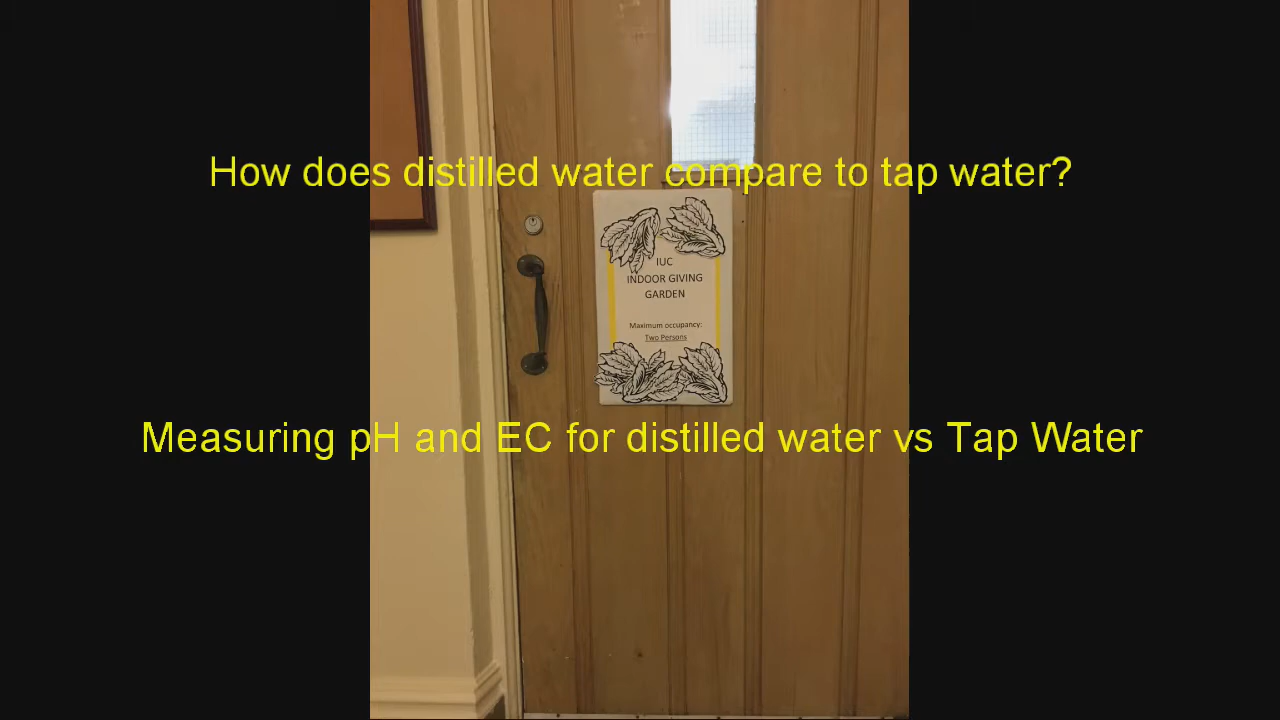 How does distilled water compare to tap water?
IUC
INDOOR GIVING
GARDEN
Maximum occupancy:
Two Persons
Measuring pH and EC for distilled water vs Tap Water